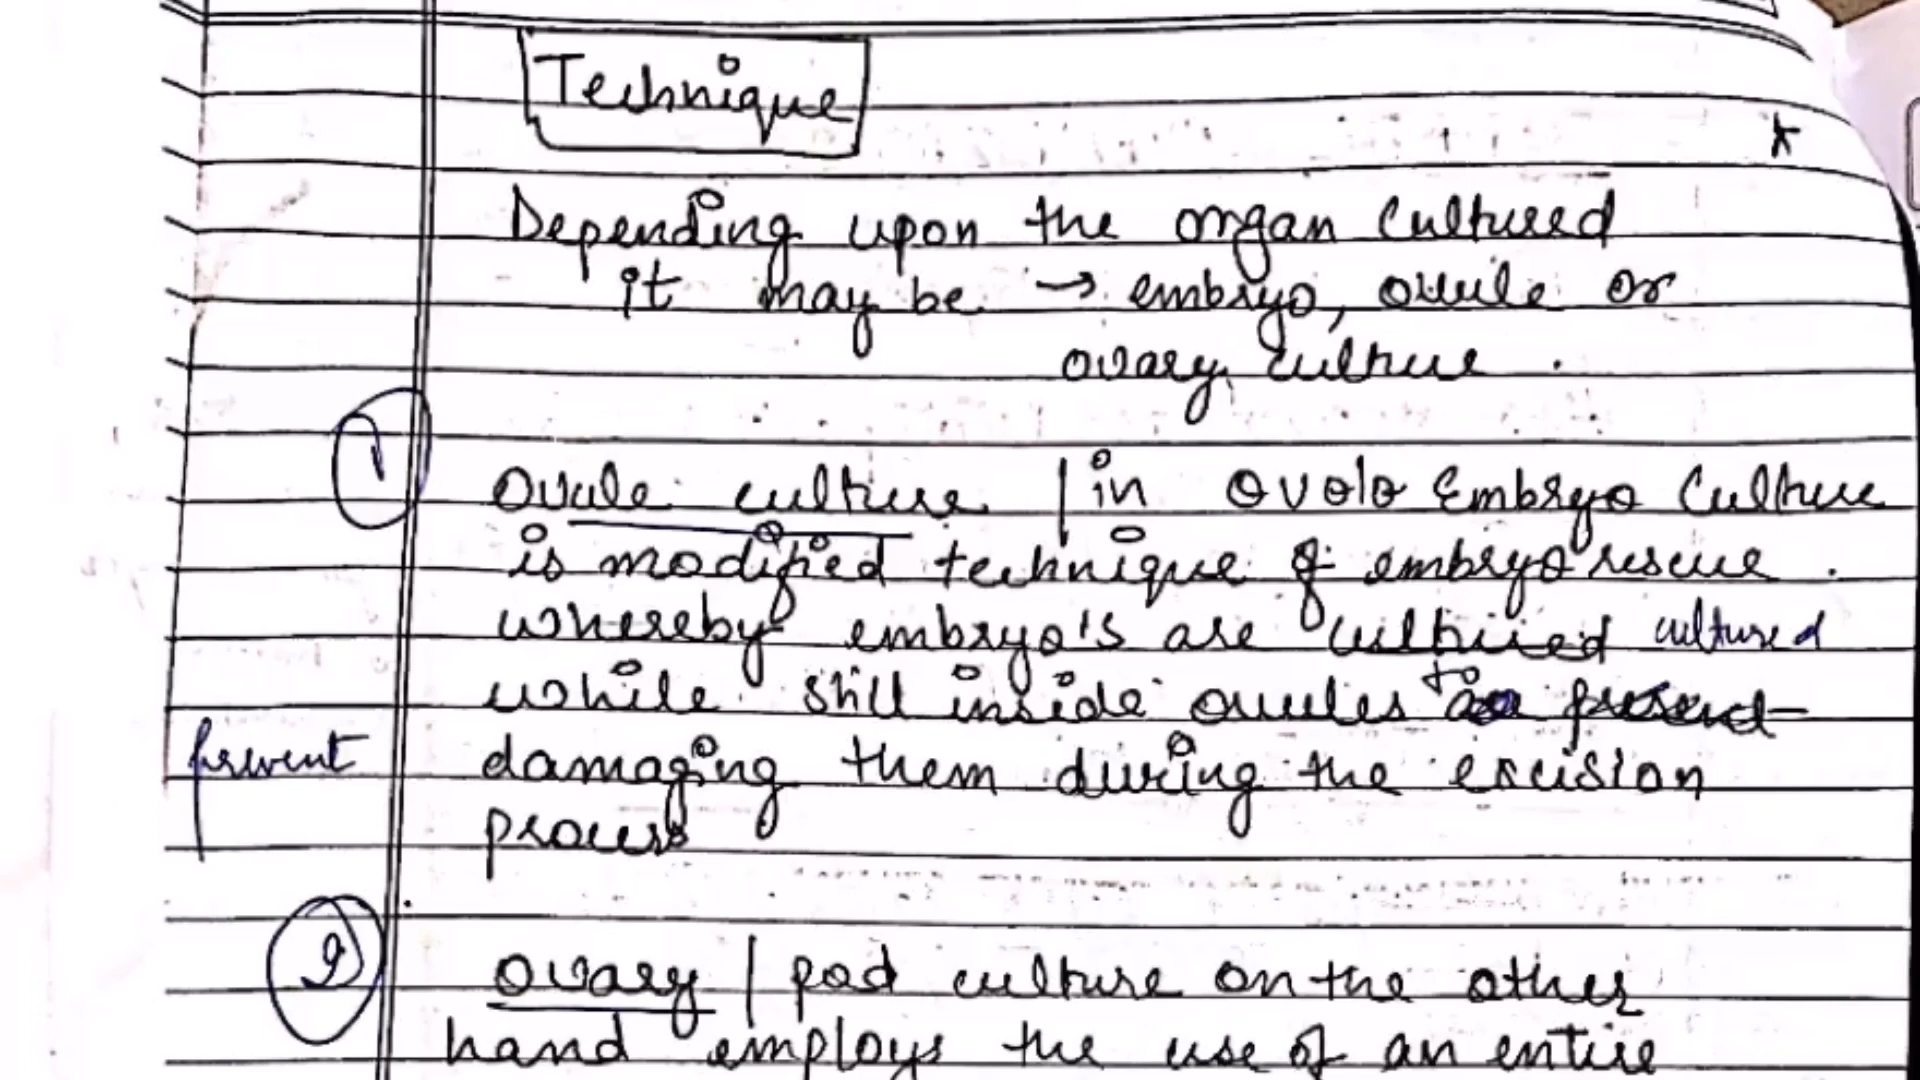 Technique
Depending upon the organ cultured
it may be → embryo, ovule or
ovary culture.
1 Ovule culture | in ovolo Embryo Culture
is modified technique of embryo rescue.
whereby embryo's are cultured cultured
while still inside ovules to
prevent damaging them during the excision
process
2 Ovary | pod culture on the other
hand employs the use of an entire